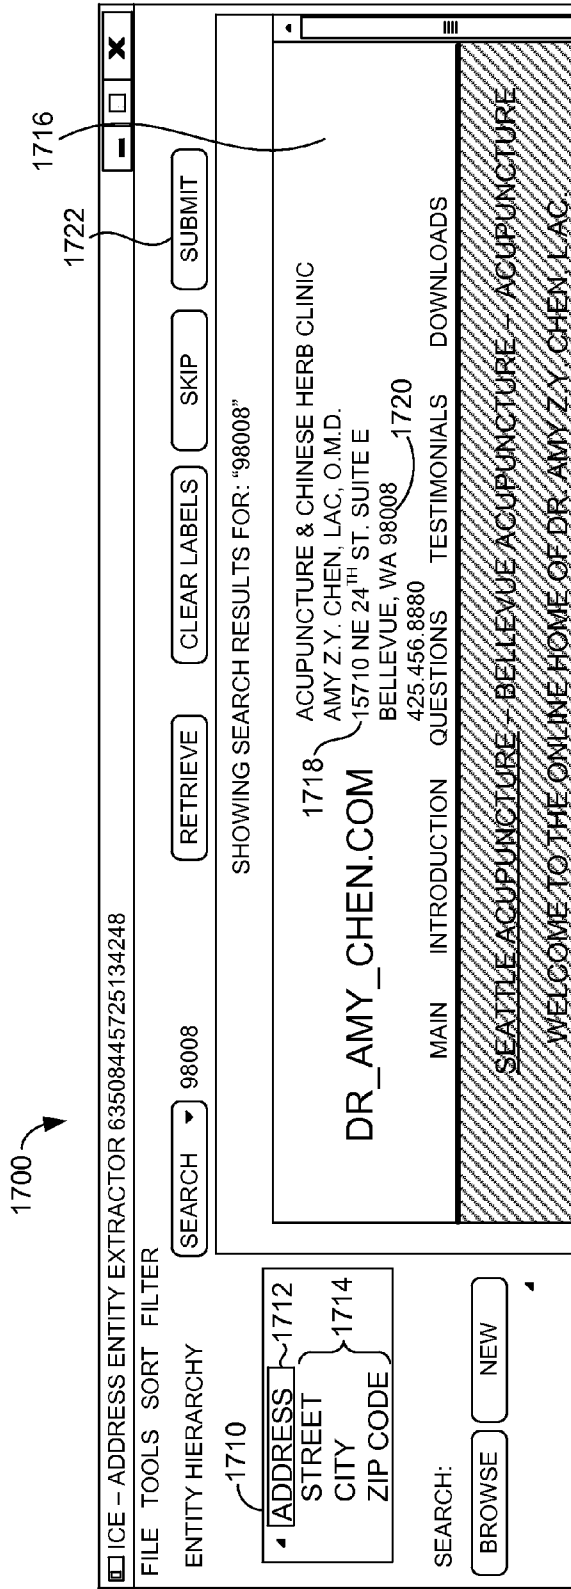 1700
ICE – ADDRESS ENTITY EXTRACTOR 63508445725134248
FILE TOOLS SORT FILTER
ENTITY HIERARCHY
SEARCH 98008
RETRIEVE
CLEAR LABELS
SKIP
SUBMIT
1722
1716
1710
ADDRESS
1712
STREET
CITY
ZIP CODE
1714
SEARCH:
BROWSE
NEW
SHOWING SEARCH RESULTS FOR: “98008”
DR_AMY_CHEN.COM
ACUPUNCTURE & CHINESE HERB CLINIC
AMY Z.Y. CHEN, LAC, O.M.D.
1718
15710 NE 24TH ST. SUITE E
BELLEVUE, WA 98008
1720
425.456.8880
MAIN INTRODUCTION QUESTIONS TESTIMONIALS DOWNLOADS
SEATTLE ACUPUNCTURE – BELLEVUE ACUPUNCTURE – ACUPUNCTURE
WELCOME TO THE ONLINE HOME OF DR. AMY Z.Y. CHEN, L.AC.